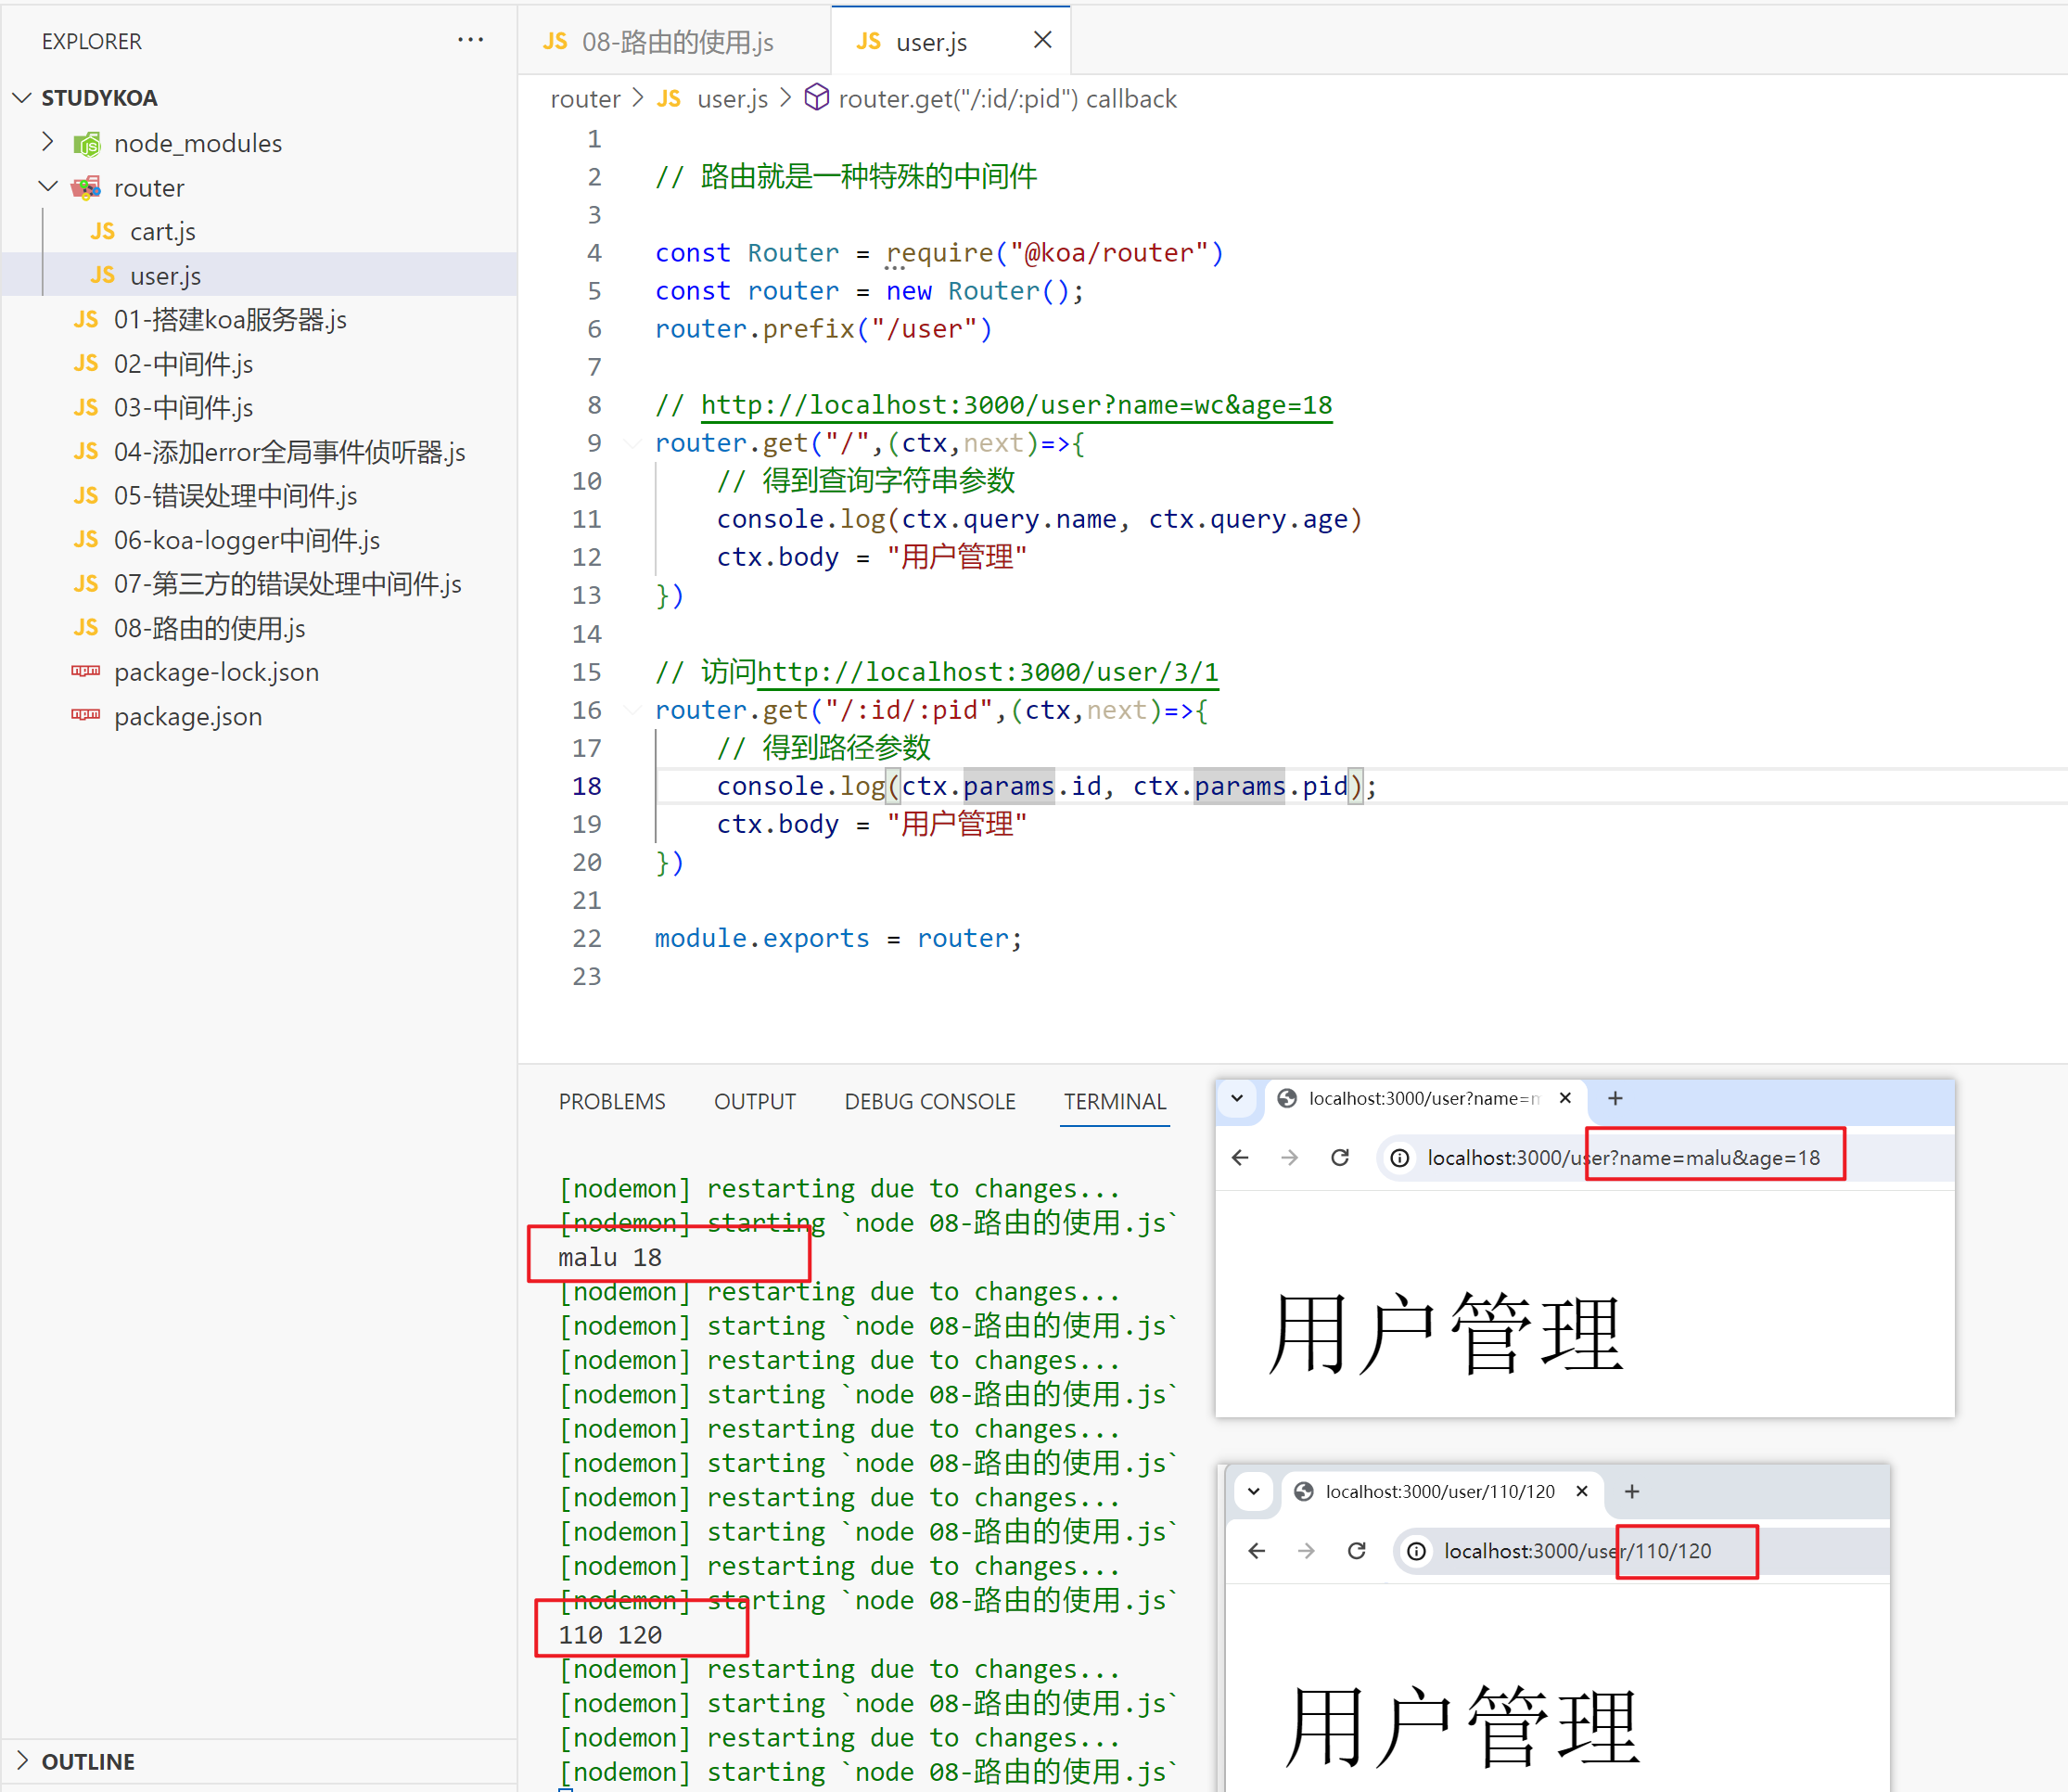 EXPLORER
STUDYKOA
node_modules
router
cart.js
user.js
01-搭建koa服务器.js
02-中间件.js
03-中间件.js
04-添加error全局事件侦听器.js
05-错误处理中间件.js
06-koa-logger中间件.js
07-第三方的错误处理中间件.js
08-路由的使用.js
package-lock.json
package.json
OUTLINE
08-路由的使用.js
user.js
router > JS user.js > router.get("/:id/:pid") callback
1
2 // 路由就是一种特殊的中间件
3
4 const Router = require("@koa/router")
5 const router = new Router();
6 router.prefix("/user")
7
8 // http://localhost:3000/user?name=wc&age=18
9 router.get("/",(ctx,next)=>{
10 // 得到查询字符串参数
11 console.log(ctx.query.name, ctx.query.age)
12 ctx.body = "用户管理"
13 })
14
15 // 访问http://localhost:3000/user/3/1
16 router.get("/:id/:pid",(ctx,next)=>{
17 // 得到路径参数
18 console.log(ctx.params.id, ctx.params.pid);
19 ctx.body = "用户管理"
20 })
21
22 module.exports = router;
23
PROBLEMS OUTPUT DEBUG CONSOLE TERMINAL
[nodemon] restarting due to changes...
[nodemon] starting `node 08-路由的使用.js`
malu 18
[nodemon] restarting due to changes...
[nodemon] starting `node 08-路由的使用.js`
[nodemon] restarting due to changes...
[nodemon] starting `node 08-路由的使用.js`
[nodemon] restarting due to changes...
[nodemon] starting `node 08-路由的使用.js`
[nodemon] restarting due to changes...
[nodemon] starting `node 08-路由的使用.js`
[nodemon] restarting due to changes...
[nodemon] starting `node 08-路由的使用.js`
110 120
[nodemon] restarting due to changes...
[nodemon] starting `node 08-路由的使用.js`
[nodemon] restarting due to changes...
[nodemon] starting `node 08-路由的使用.js`
localhost:3000/user?name=m
localhost:3000/user?name=malu&age=18
用户管理
localhost:3000/user/110/120
localhost:3000/user/110/120
用户管理